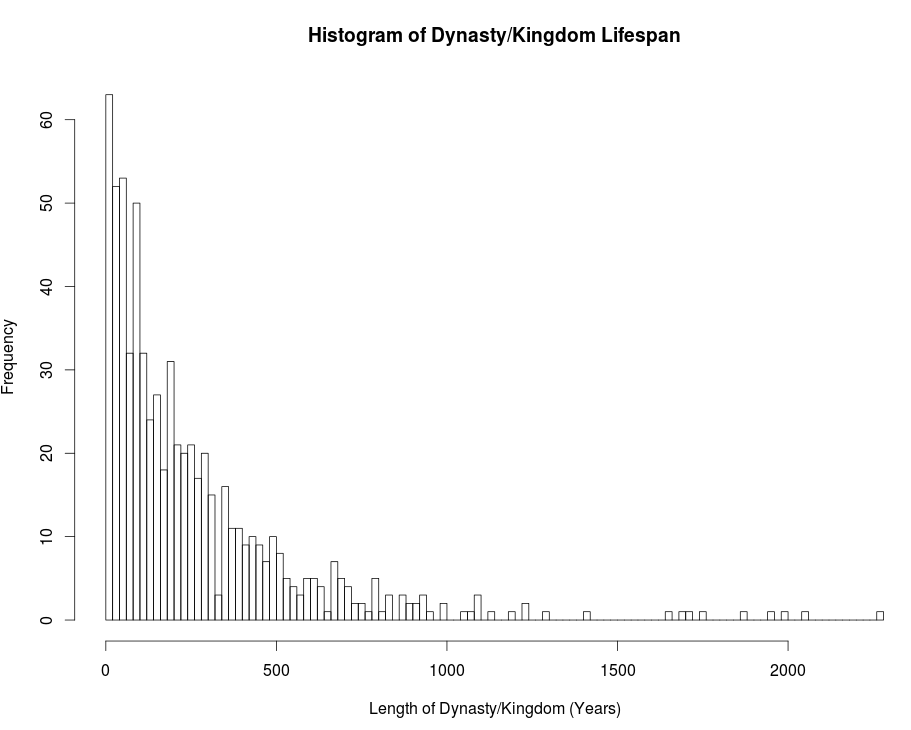 Histogram of Dynasty/Kingdom Lifespan
Frequency
60
50
40
30
20
10
0
0 500 1000 1500 2000
Length of Dynasty/Kingdom (Years)